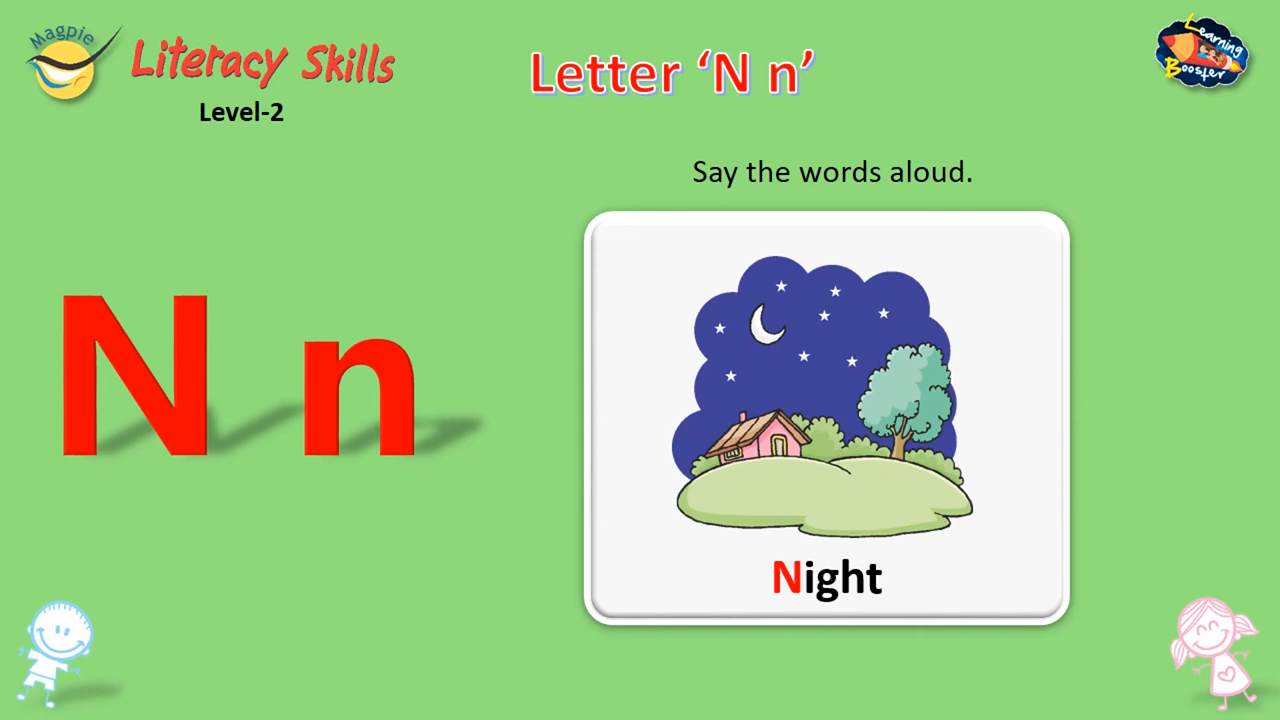 Magpie
Literacy Skills
Level-2
Letter ‘N n’
Learning
Booster
Say the words aloud.
N n
Night